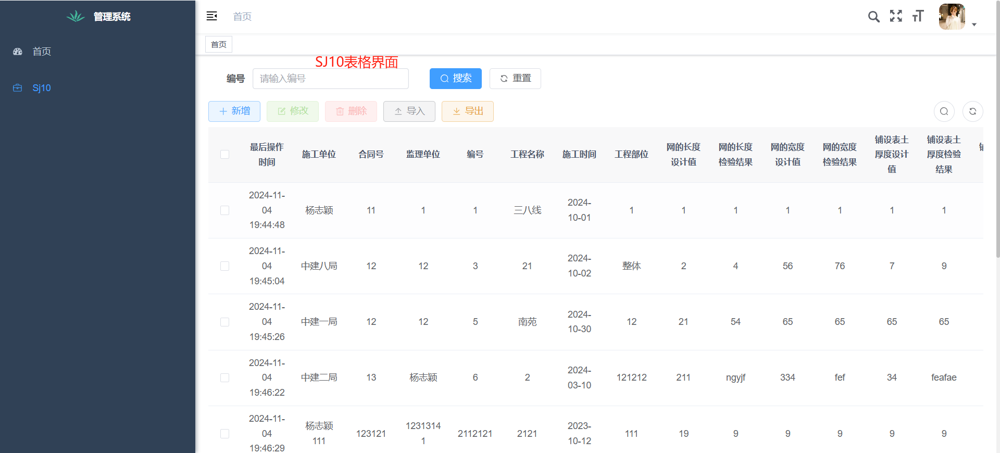 管理系统
首页
Sj10
首页
首页
SJ10表格界面
编号 请输入编号 搜索 重置
新增 修改 删除 导入 导出
最后操作时间 施工单位 合同号 监理单位 编号 工程名称 施工时间 工程部位 网的长度设计值 网的长度检验结果 网的宽度设计值 网的宽度检验结果 铺设表土厚度设计值 铺设表土厚度检验结果
2024-11-04 19:44:48 杨志颖 11 1 1 三八线 2024-10-01 1 1 1 1 1 1 1
2024-11-04 19:45:04 中建八局 12 12 3 21 2024-10-02 整体 2 4 56 76 7 9
2024-11-04 19:45:26 中建一局 12 12 5 南苑 2024-10-30 12 21 54 65 65 65 65
2024-11-04 19:46:22 中建二局 13 杨志颖 6 2 2024-03-10 121212 211 ngyjf 334 fef 34 feafae
2024-11-04 19:46:29 杨志颖111 123121 12313141 2112121 2121 2023-10-12 111 19 9 9 9 9 9